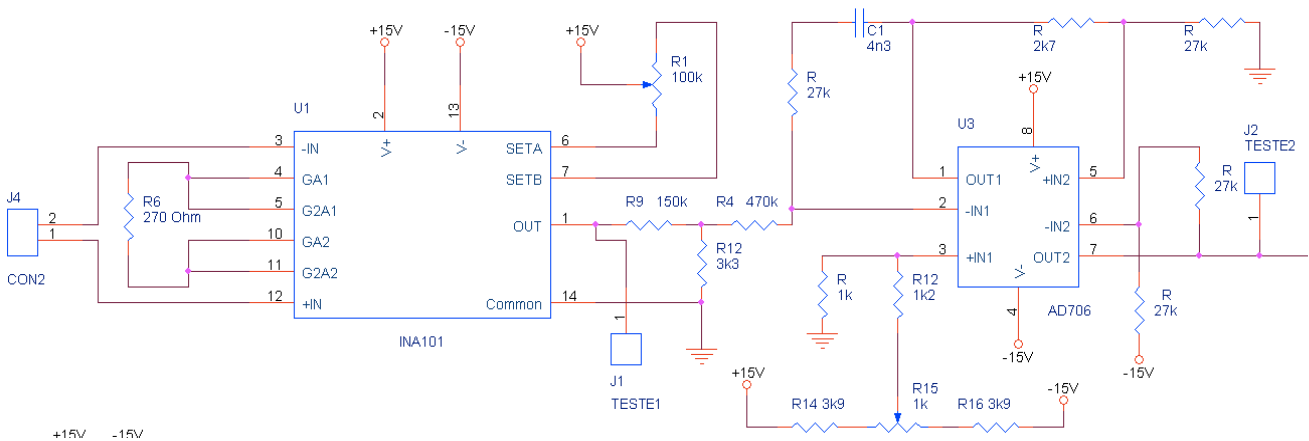 +15V
-15V
+15V
R1
100k
C1
4n3
R
2k7
R
27k
R
27k
+15V
U1
2
13
V+
V-
3
-IN
4
GA1
5
G2A1
10
GA2
11
G2A2
12
+IN
SETA
6
SETB
7
OUT
1
Common
14
INA101
J4
2
1
CON2
R6
270 Ohm
R9 150k
R4 470k
R12
3k3
1
J1
TESTE1
U3
8
V+
1
OUT1
2
-IN1
3
+IN1
+IN2
5
-IN2
6
OUT2
7
V-
4
AD706
-15V
R
27k
J2
TESTE2
1
R
27k
-15V
R
1k
R12
1k2
+15V
R14 3k9
R15
1k
R16 3k9
-15V
+15V
-15V